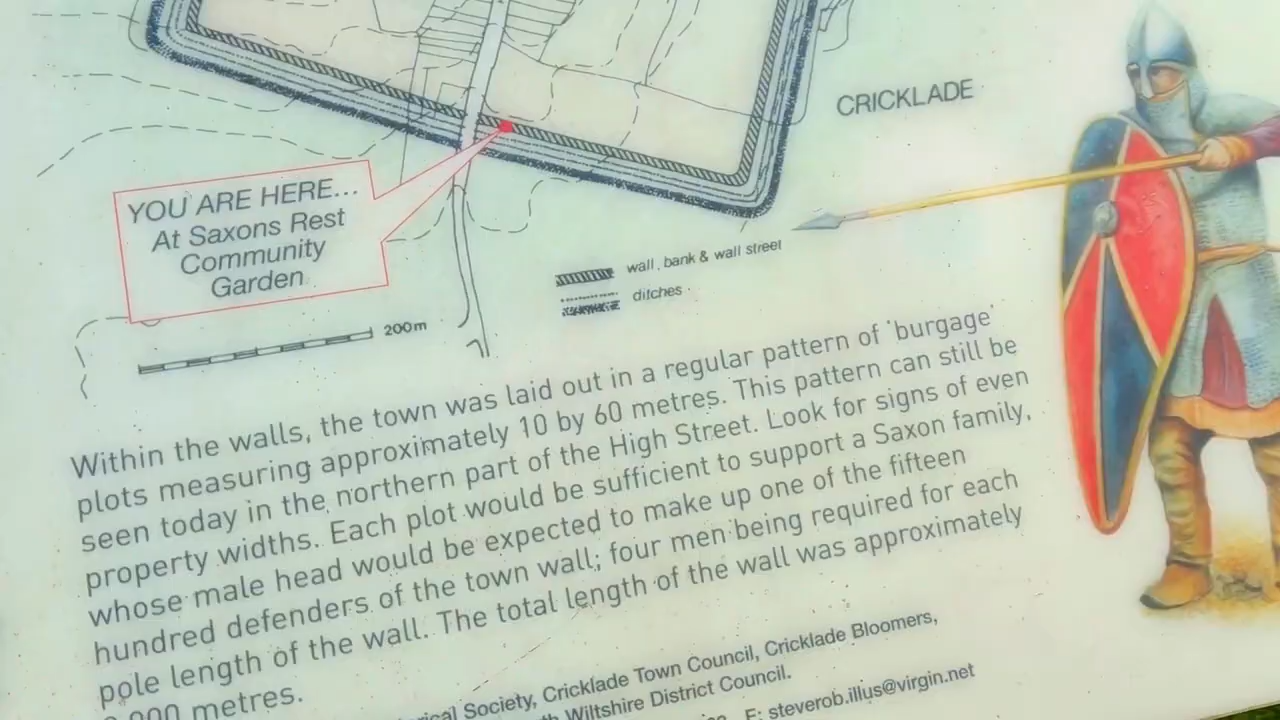 CRICKLADE
YOU ARE HERE...
At Saxons Rest
Community
Garden
wall, bank & wall street
ditches
200m
Within the walls, the town was laid out in a regular pattern of 'burgage'
plots measuring approximately 10 by 60 metres. This pattern can still be
seen today in the northern part of the High Street. Look for signs of even
property widths. Each plot would be sufficient to support a Saxon family,
whose male head would be expected to make up one of the fifteen
hundred defenders of the town wall; four men being required for each
pole length of the wall. The total length of the wall was approximately
metres.
Society, Cricklade Town Council, Cricklade Bloomers,
Wiltshire District Council.
E: steverob.illus@virgin.net